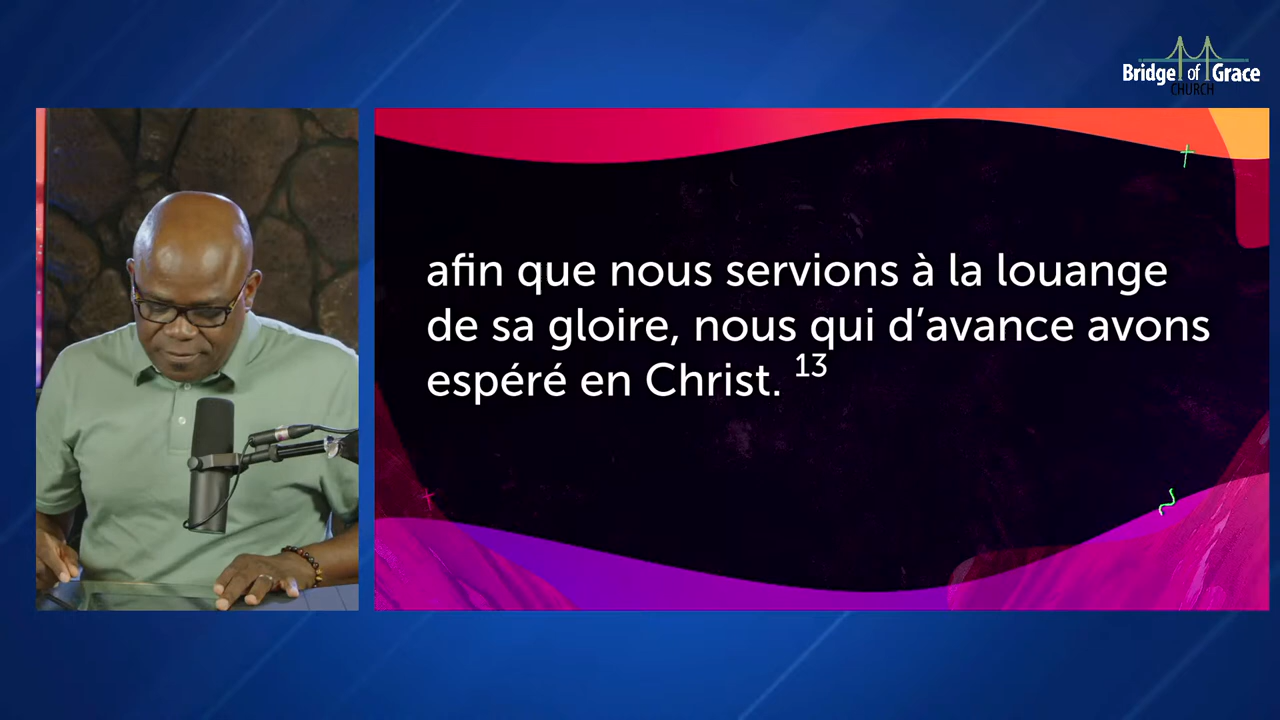 Bridge of Grace
CHURCH
afin que nous servions à la louange
de sa gloire, nous qui d’avance avons
espéré en Christ. 13